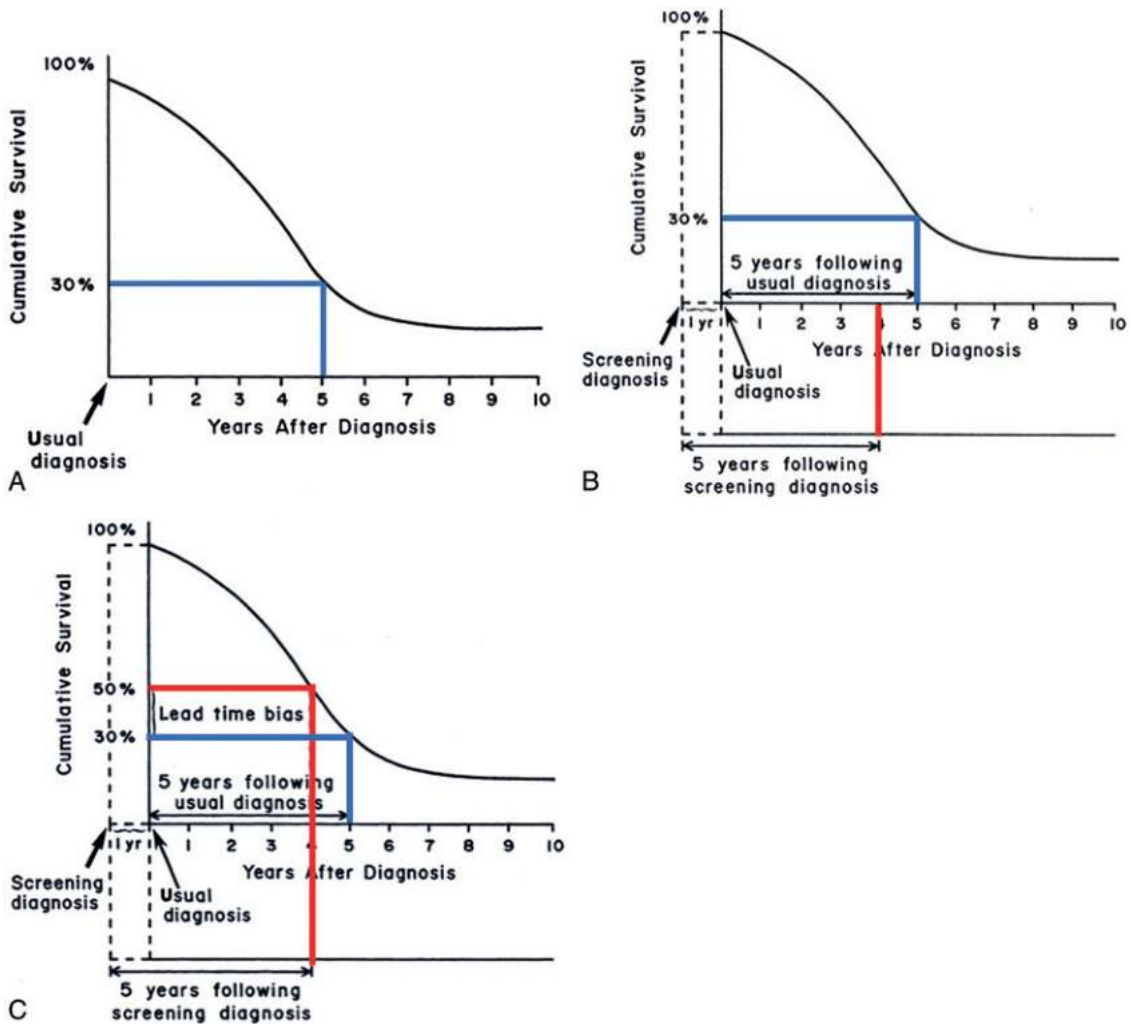 100%
Cumulative Survival
30%
1 2 3 4 5 6 7 8 9 10
Years After Diagnosis
Usual
diagnosis
A
100%
Cumulative Survival
30%
5 years following
usual diagnosis
1 yr
1 2 3 4 5 6 7 8 9 10
Years After Diagnosis
Screening
diagnosis
Usual
diagnosis
5 years following
screening diagnosis
B
100%
Cumulative Survival
50%
Lead time bias
30%
5 years following
usual diagnosis
1 yr
1 2 3 4 5 6 7 8 9 10
Years After Diagnosis
Screening
diagnosis
Usual
diagnosis
5 years following
screening diagnosis
C